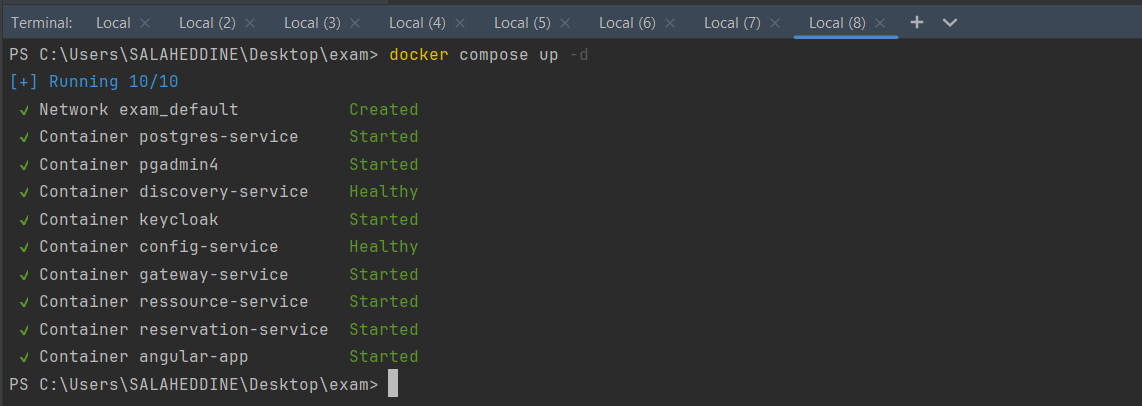 Terminal: Local × Local (2) × Local (3) × Local (4) × Local (5) × Local (6) × Local (7) × Local (8) × +
PS C:\Users\SALAHEDDINE\Desktop\exam> docker compose up -d
[+] Running 10/10
✓ Network exam_default Created
✓ Container postgres-service Started
✓ Container pgadmin4 Started
✓ Container discovery-service Healthy
✓ Container keycloak Started
✓ Container config-service Healthy
✓ Container gateway-service Started
✓ Container ressource-service Started
✓ Container reservation-service Started
✓ Container angular-app Started
PS C:\Users\SALAHEDDINE\Desktop\exam>